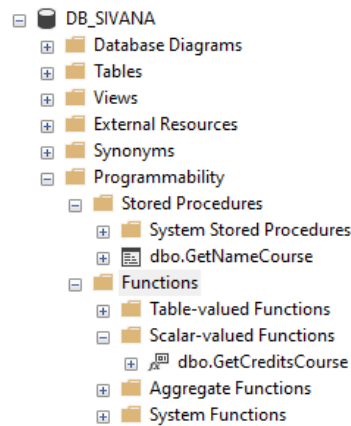 DB_SIVANA
Database Diagrams
Tables
Views
External Resources
Synonyms
Programmability
Stored Procedures
System Stored Procedures
dbo.GetNameCourse
Functions
Table-valued Functions
Scalar-valued Functions
dbo.GetCreditsCourse
Aggregate Functions
System Functions